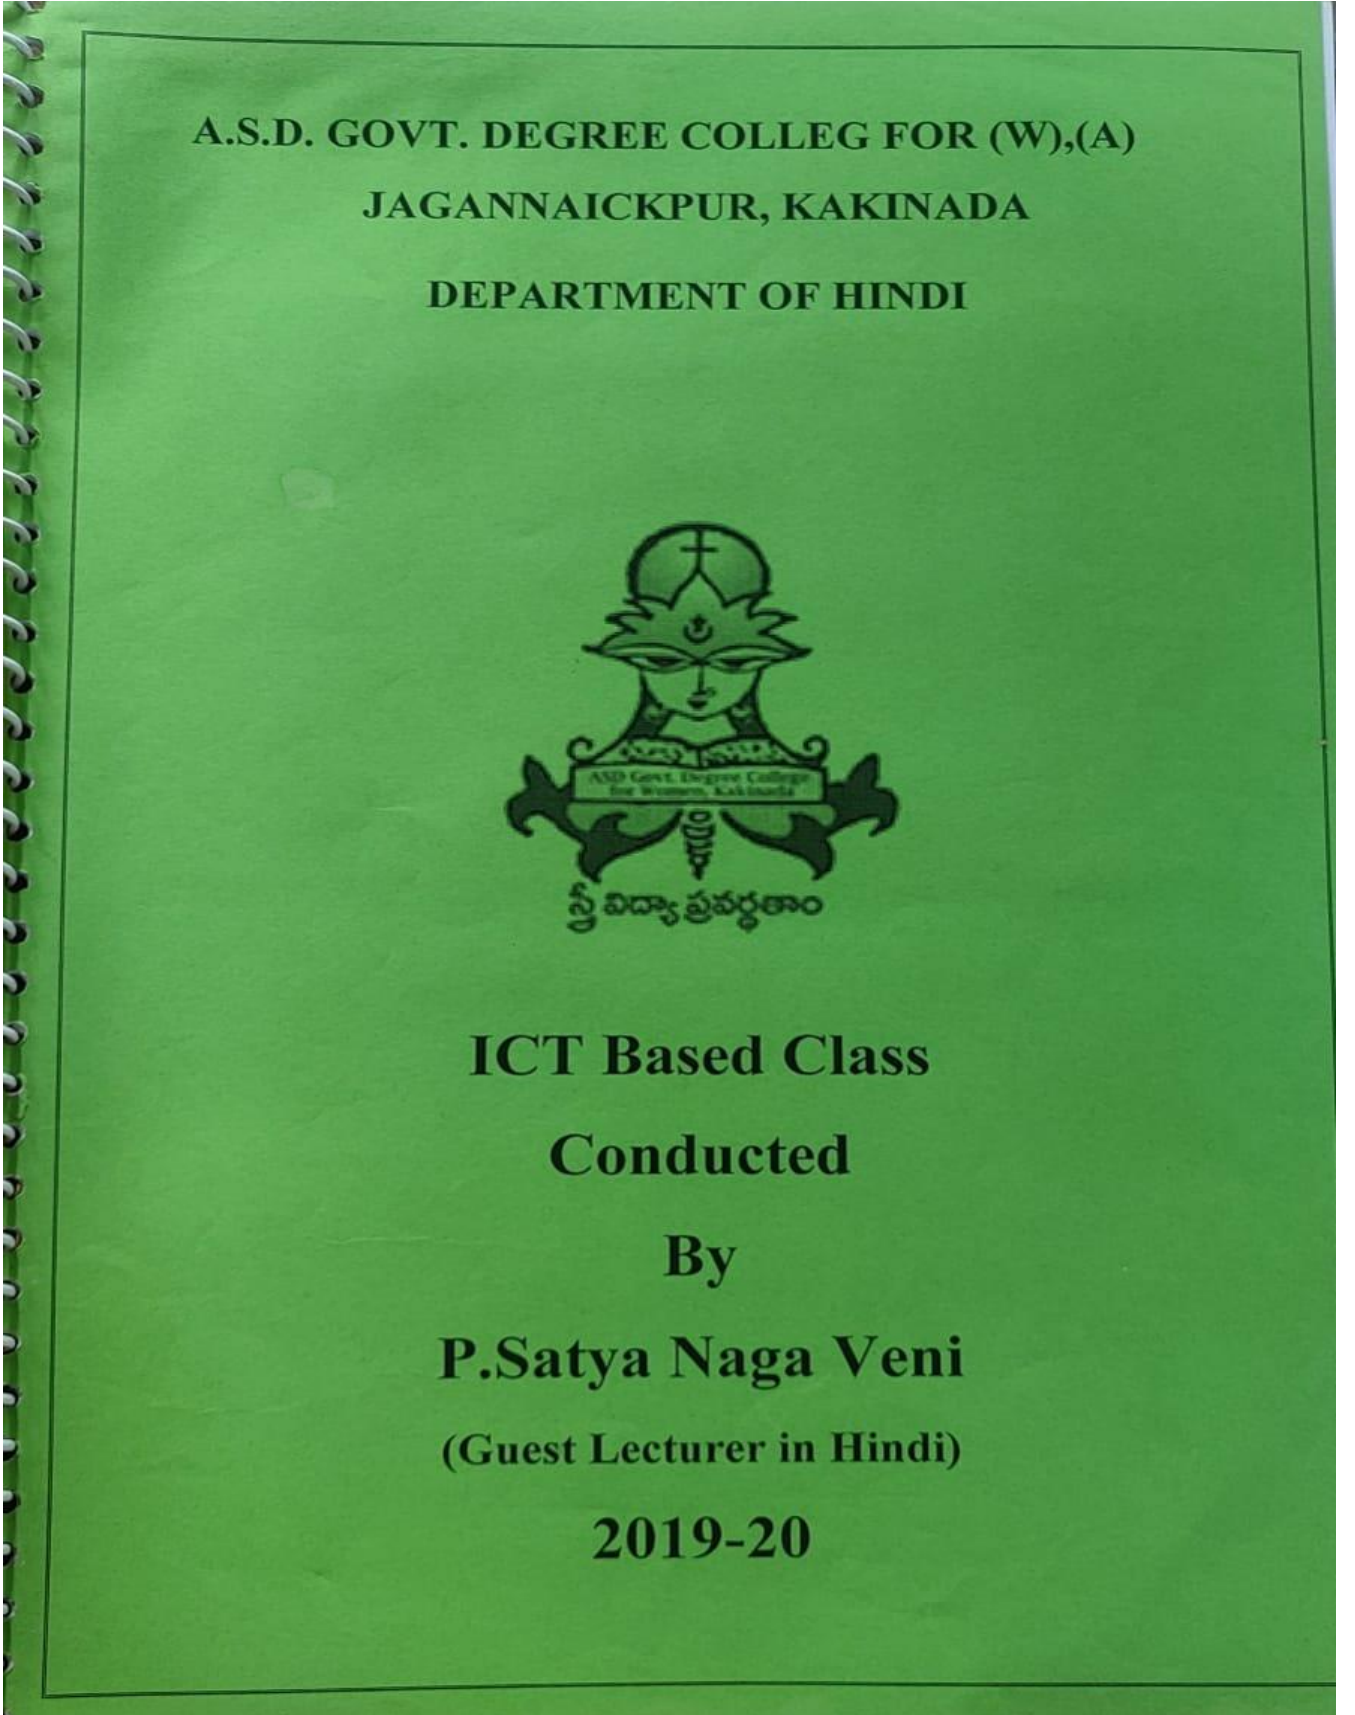 A.S.D. GOVT. DEGREE COLLEG FOR (W),(A)
JAGANNAICKPUR, KAKINADA
DEPARTMENT OF HINDI
ASD Govt. Degree College
for Women, Kakinada
స్త్రీ విద్యా ప్రవర్ధతాం
ICT Based Class
Conducted
By
P.Satya Naga Veni
(Guest Lecturer in Hindi)
2019-20